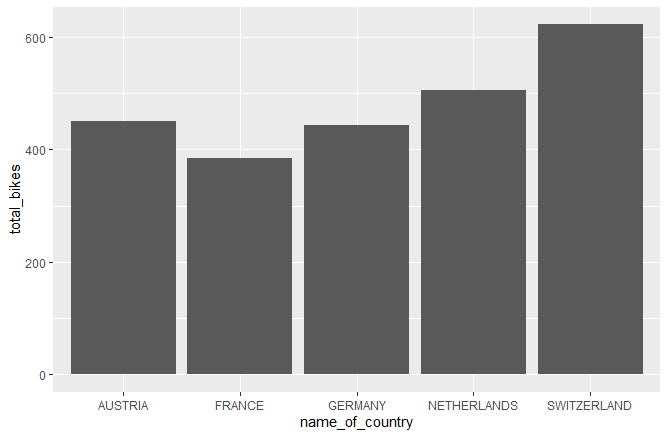 total_bikes
600
400
200
0
AUSTRIA FRANCE GERMANY NETHERLANDS SWITZERLAND
name_of_country